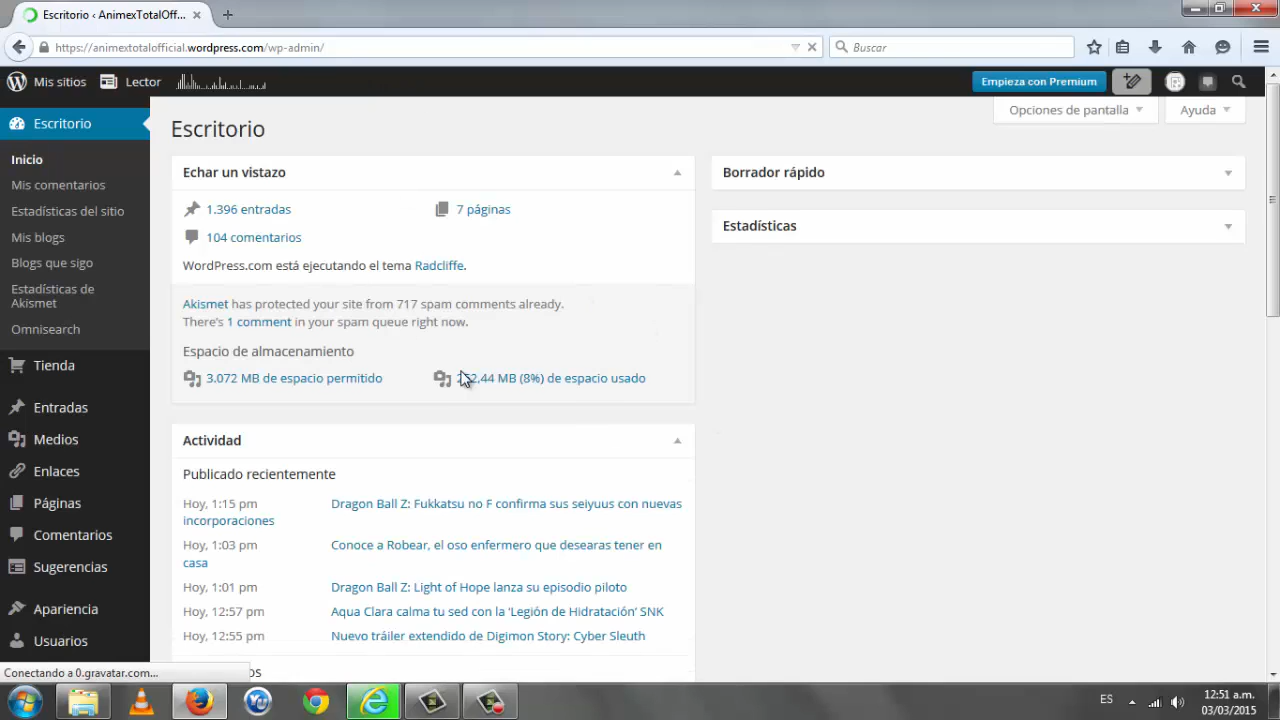 Escritorio ‹ AnimexTotalOff...
https://animextotalofficial.wordpress.com/wp-admin/
Buscar
Mis sitios
Lector
Empieza con Premium
Opciones de pantalla
Ayuda
Escritorio
Inicio
Mis comentarios
Estadísticas del sitio
Mis blogs
Blogs que sigo
Estadísticas de
Akismet
Omnisearch
Tienda
Entradas
Medios
Enlaces
Páginas
Comentarios
Sugerencias
Apariencia
Usuarios
Escritorio
Echar un vistazo
1.396 entradas
7 páginas
104 comentarios
WordPress.com está ejecutando el tema Radcliffe.
Akismet has protected your site from 717 spam comments already.
There's 1 comment in your spam queue right now.
Espacio de almacenamiento
3.072 MB de espacio permitido
MB (8%) de espacio usado
Actividad
Publicado recientemente
Hoy, 1:15 pm Dragon Ball Z: Fukkatsu no F confirma sus seiyuus con nuevas
incorporaciones
Hoy, 1:03 pm Conoce a Robear, el oso enfermero que desearas tener en
casa
Hoy, 1:01 pm Dragon Ball Z: Light of Hope lanza su episodio piloto
Hoy, 12:57 pm Aqua Clara calma tu sed con la 'Legión de Hidratación' SNK
Hoy, 12:55 pm Nuevo tráiler extendido de Digimon Story: Cyber Sleuth
Borrador rápido
Estadísticas
Conectando a 0.gravatar.com...
ES
12:51 a.m.
03/03/2015